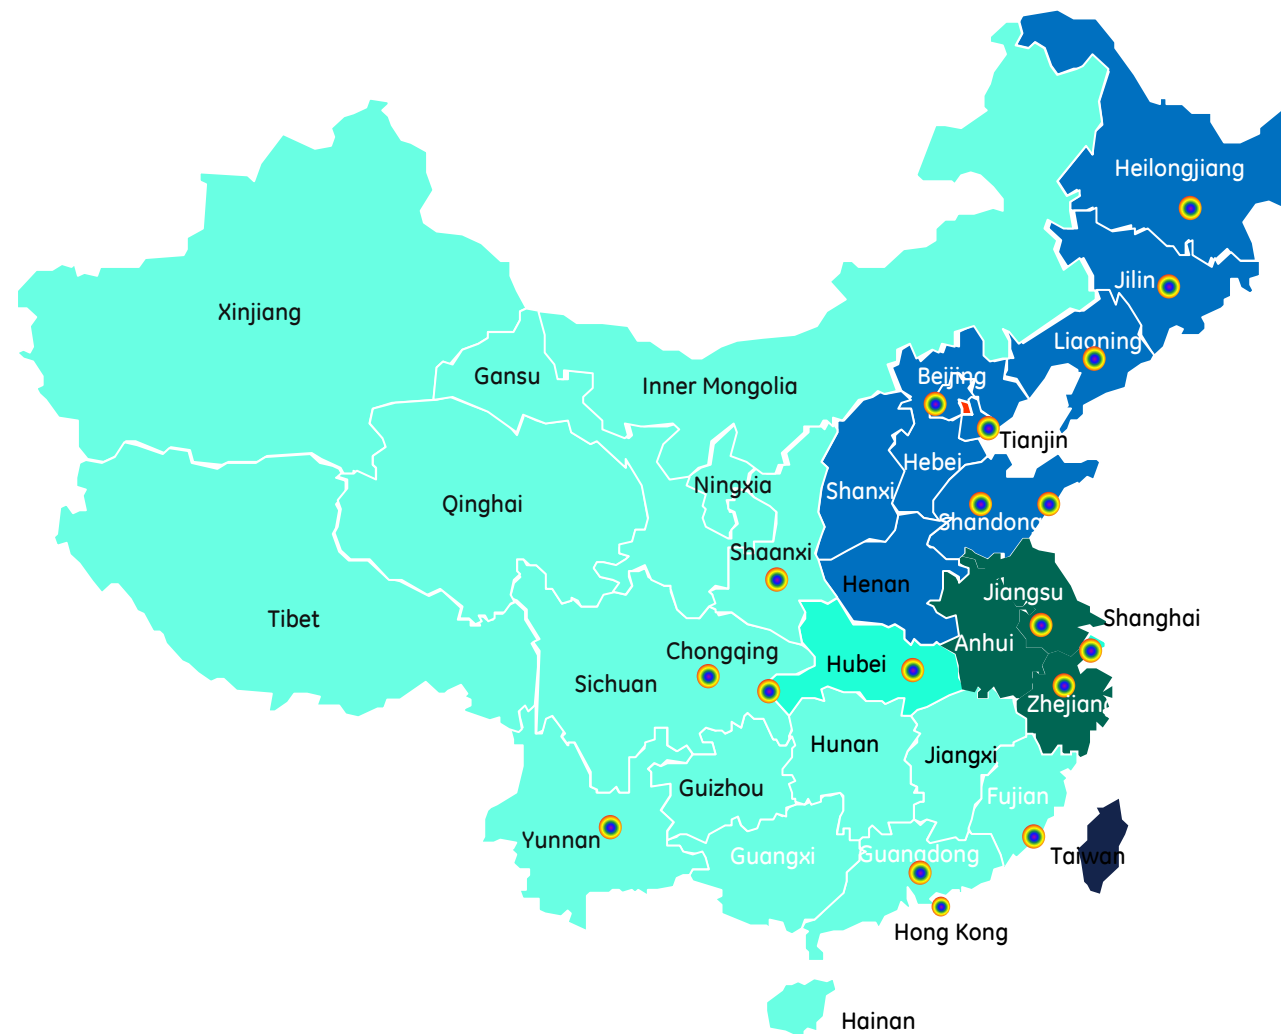 Heilongjiang
Jilin
Xinjiang
Liaoning
Gansu
Inner Mongolia
Beijing
Tianjin
Hebei
Ningxia
Shanxi
Qinghai
Shandong
Shaanxi
Henan
Jiangsu
Tibet
Shanghai
Anhui
Chongqing
Hubei
Sichuan
Zhejiang
Hunan
Jiangxi
Guizhou
Fujian
Yunnan
Guangxi
Guangdong
Taiwan
Hong Kong
Hainan